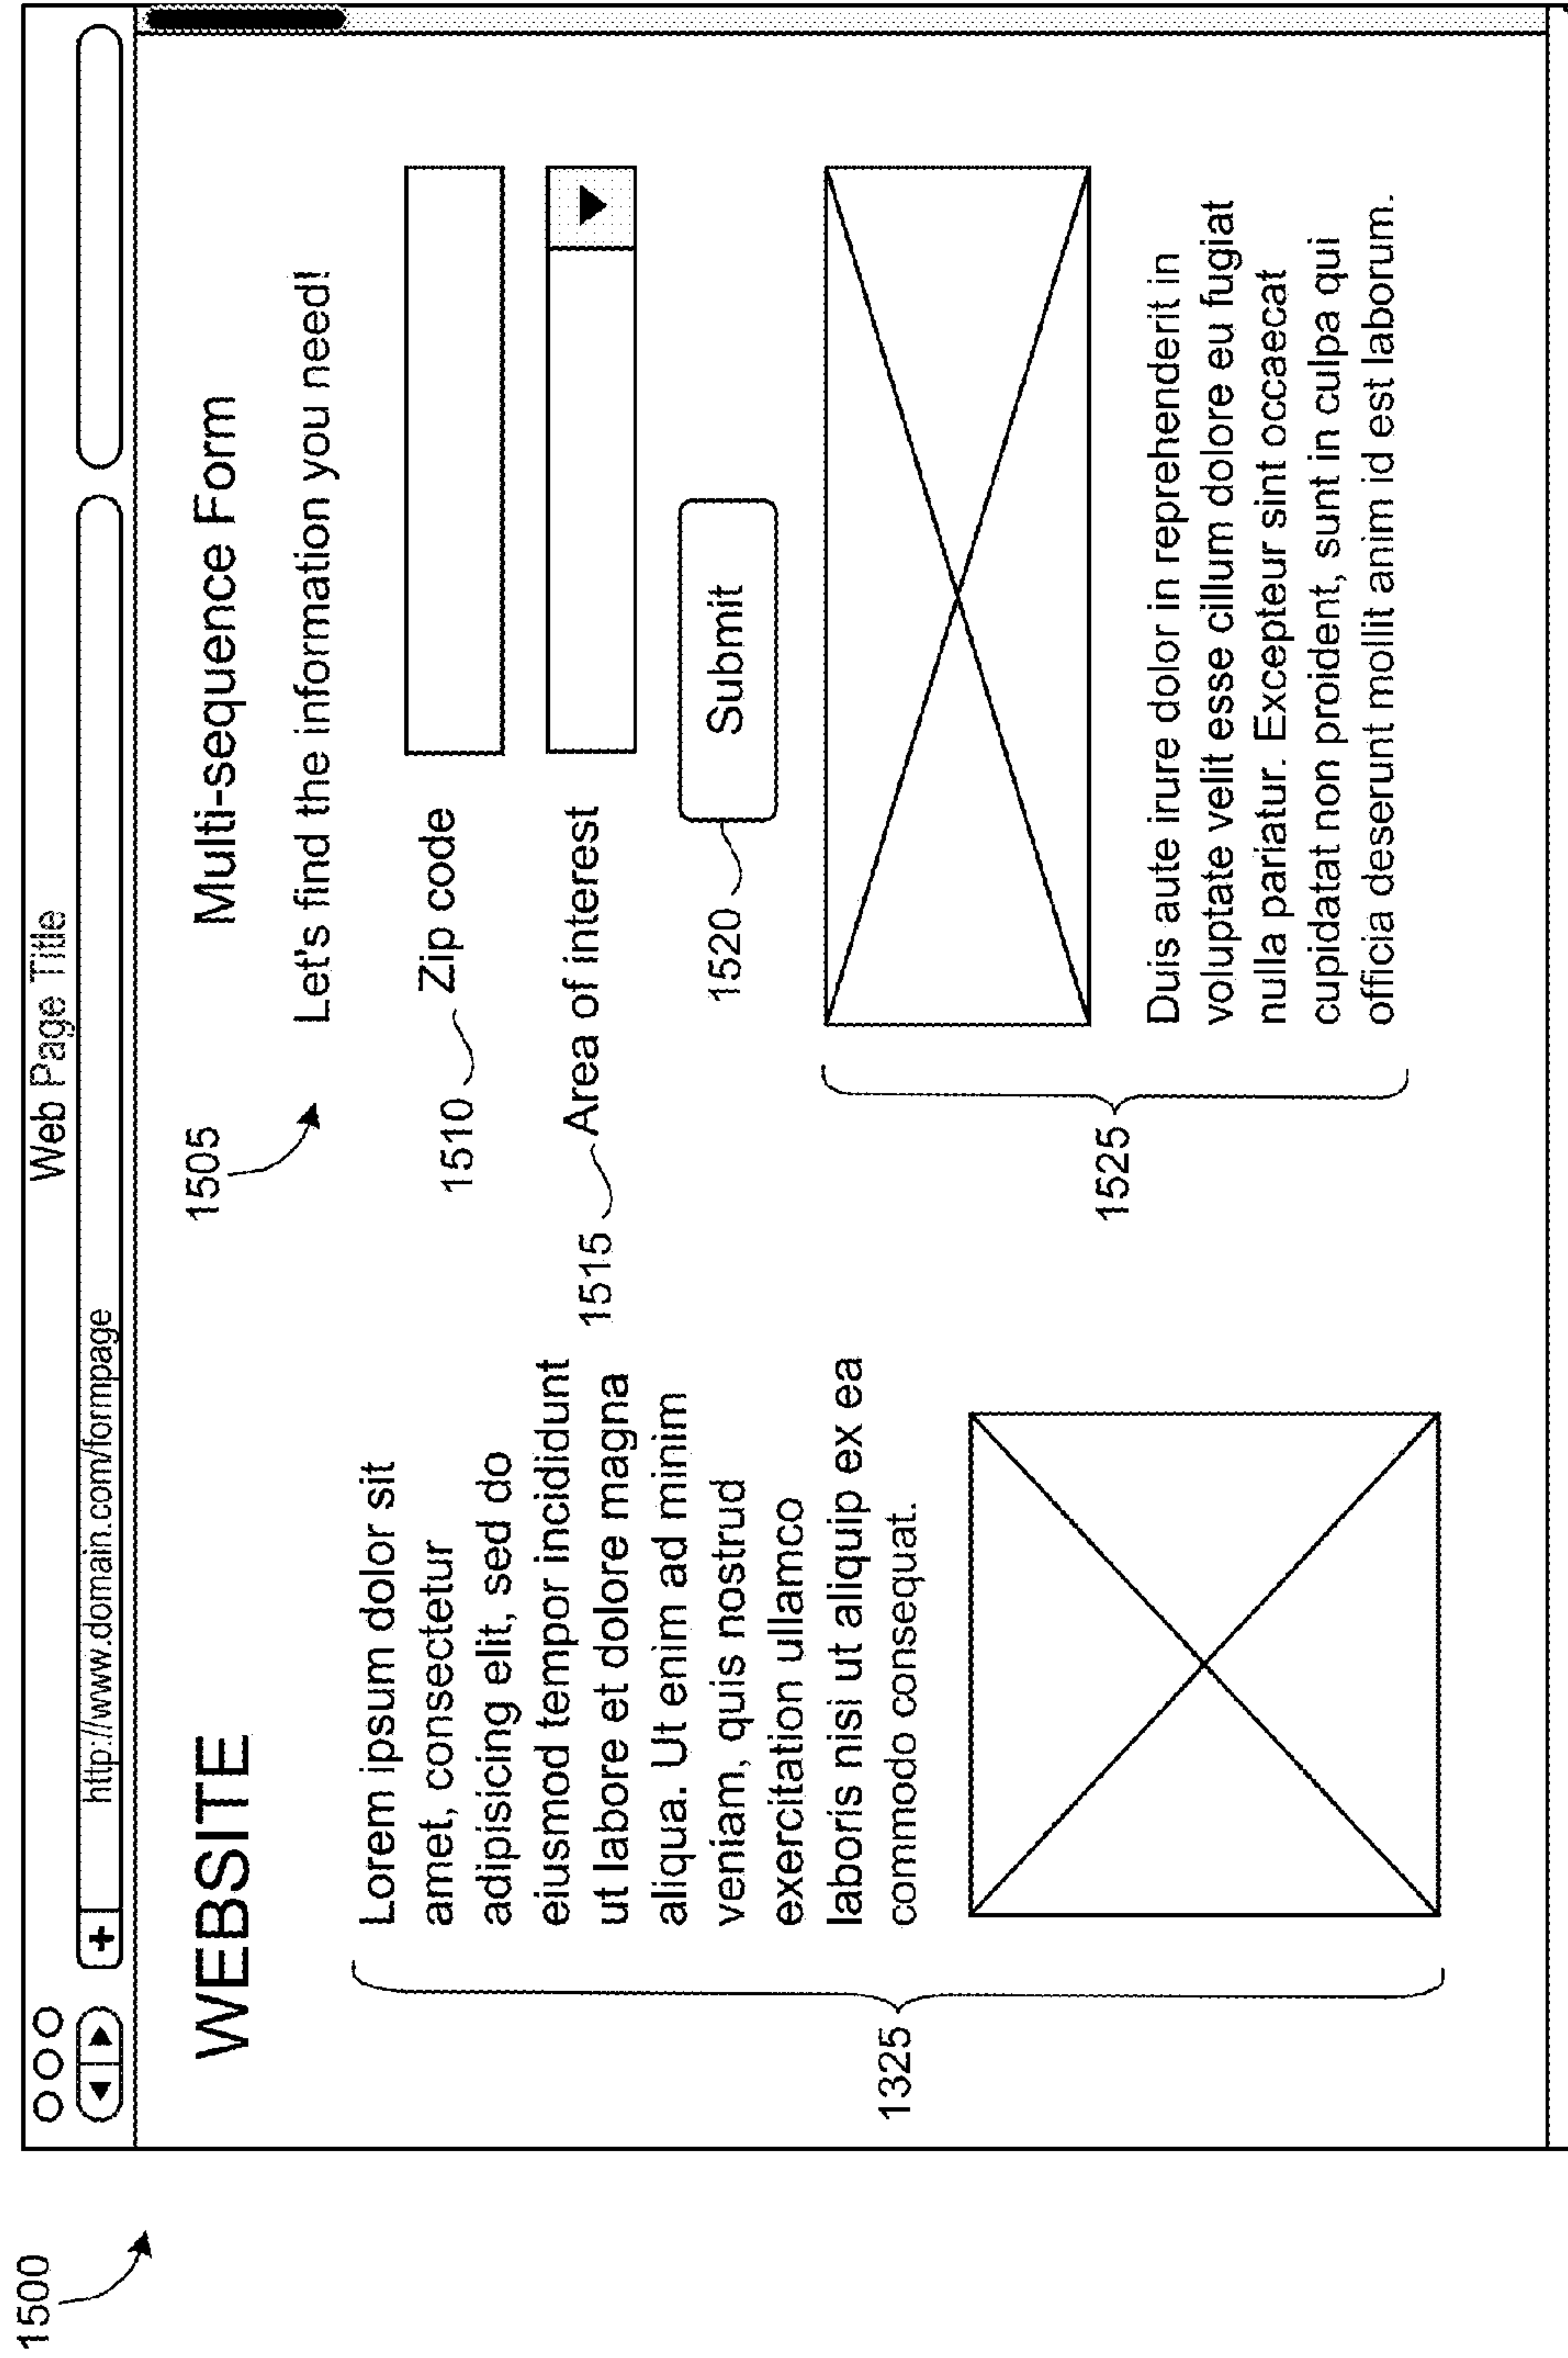 1500
Web Page Title
+ http://www.domain.com/formpage
WEBSITE
1325
Lorem ipsum dolor sit
amet, consectetur
adipisicing elit, sed do
eiusmod tempor incididunt
ut labore et dolore magna
aliqua. Ut enim ad minim
veniam, quis nostrud
exercitation ullamco
laboris nisi ut aliquip ex ea
commodo consequat.
1505
Multi-sequence Form
Let's find the information you need!
1510 Zip code
1515 Area of interest
1520 Submit
1525
Duis aute irure dolor in reprehenderit in
voluptate velit esse cillum dolore eu fugiat
nulla pariatur. Excepteur sint occaecat
cupidatat non proident, sunt in culpa qui
officia deserunt mollit anim id est laborum.